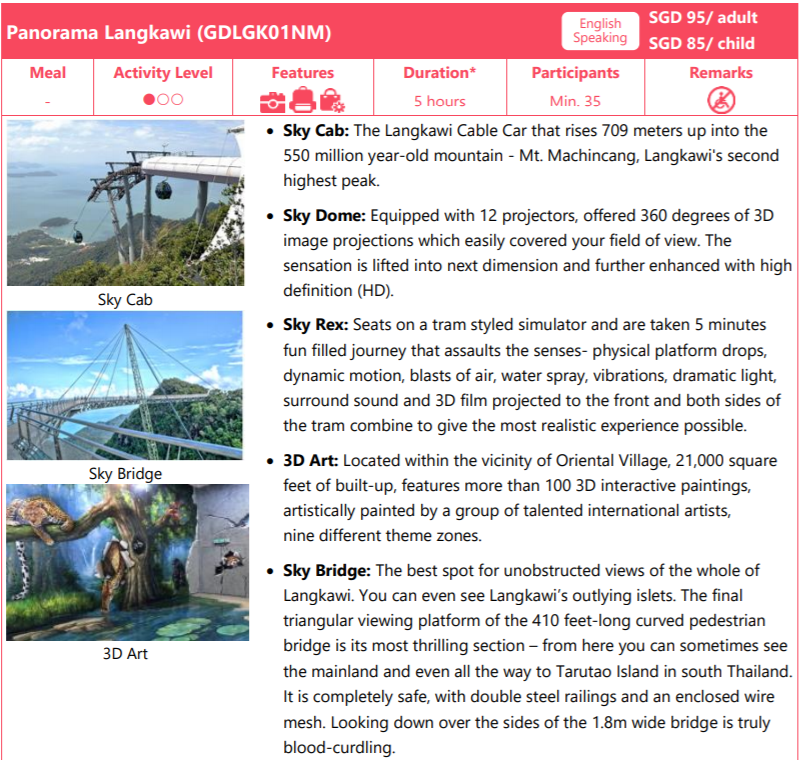 Panorama Langkawi (GDLGK01NM)
English
Speaking
SGD 95/ adult
SGD 85/ child
Meal
Activity Level
Features
Duration*
Participants
Remarks
-
5 hours
Min. 35
Sky Cab
Sky Bridge
3D Art
• Sky Cab: The Langkawi Cable Car that rises 709 meters up into the
550 million year-old mountain - Mt. Machincang, Langkawi's second
highest peak.
• Sky Dome: Equipped with 12 projectors, offered 360 degrees of 3D
image projections which easily covered your field of view. The
sensation is lifted into next dimension and further enhanced with high
definition (HD).
• Sky Rex: Seats on a tram styled simulator and are taken 5 minutes
fun filled journey that assaults the senses- physical platform drops,
dynamic motion, blasts of air, water spray, vibrations, dramatic light,
surround sound and 3D film projected to the front and both sides of
the tram combine to give the most realistic experience possible.
• 3D Art: Located within the vicinity of Oriental Village, 21,000 square
feet of built-up, features more than 100 3D interactive paintings,
artistically painted by a group of talented international artists,
nine different theme zones.
• Sky Bridge: The best spot for unobstructed views of the whole of
Langkawi. You can even see Langkawi’s outlying islets. The final
triangular viewing platform of the 410 feet-long curved pedestrian
bridge is its most thrilling section – from here you can sometimes see
the mainland and even all the way to Tarutao Island in south Thailand.
It is completely safe, with double steel railings and an enclosed wire
mesh. Looking down over the sides of the 1.8m wide bridge is truly
blood-curdling.